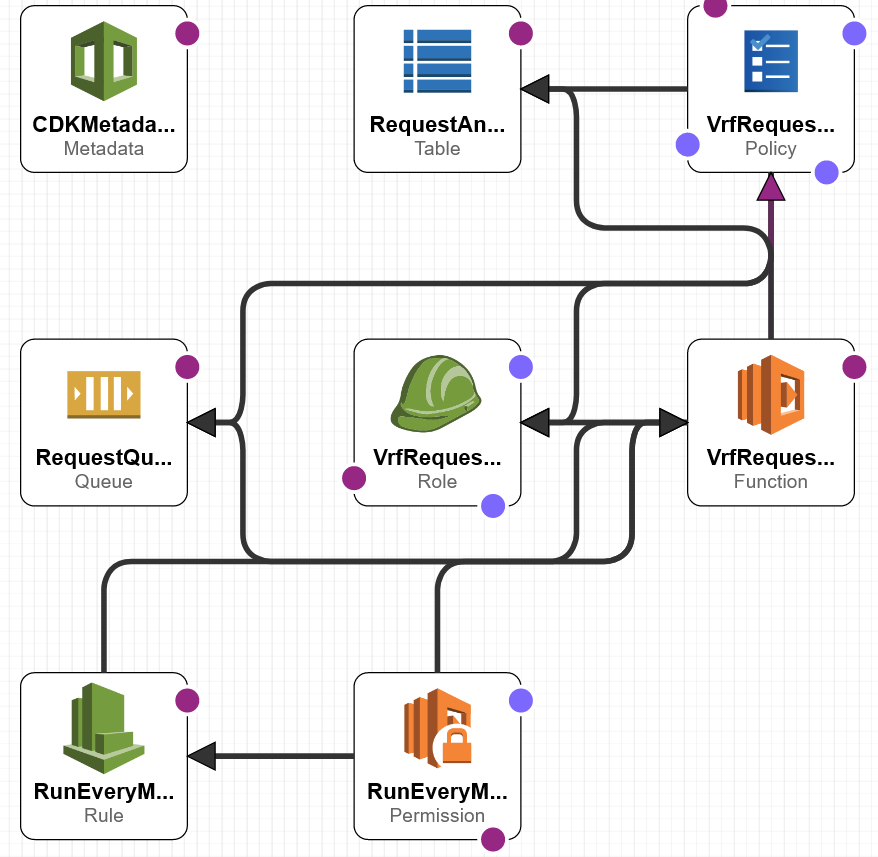 CDKMetada...
Metadata
RequestAn...
Table
VrfReques...
Policy
RequestQu...
Queue
VrfReques...
Role
VrfReques...
Function
RunEveryM...
Rule
RunEveryM...
Permission